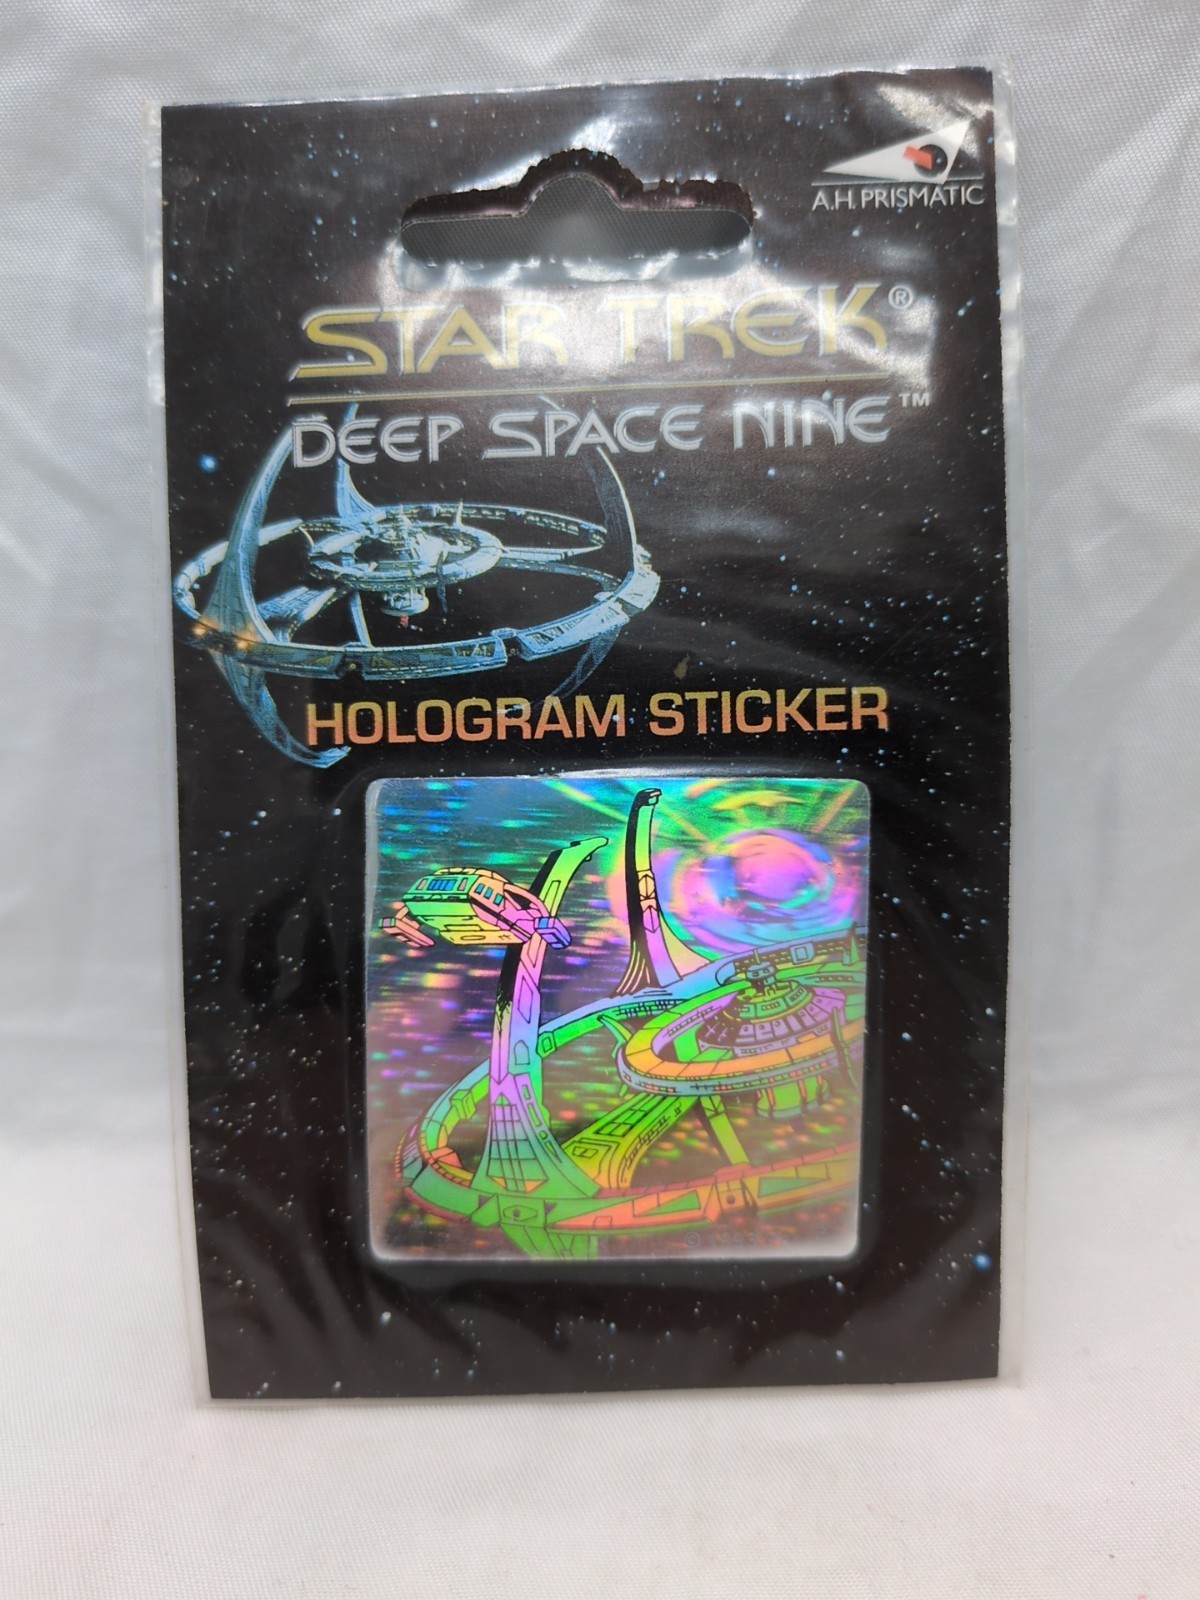 A.H. PRISMATIC
STAR TREK®
DEEP SPACE NINE™
HOLOGRAM STICKER